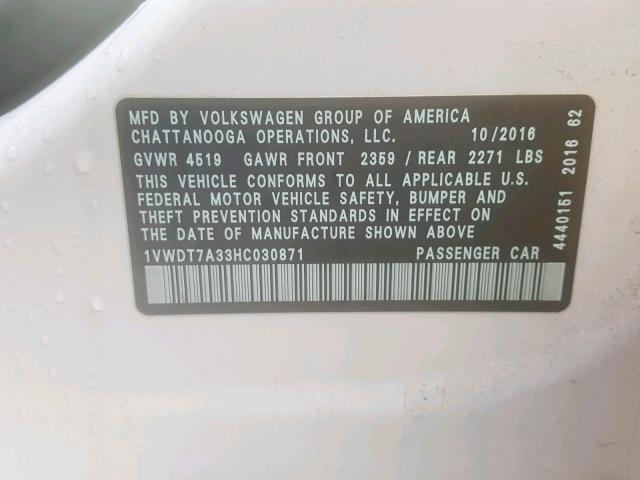 MFD BY VOLKSWAGEN GROUP OF AMERICA
CHATTANOOGA OPERATIONS, LLC. 10/2016
GVWR 4519 GAWR FRONT 2359 / REAR 2271 LBS
THIS VEHICLE CONFORMS TO ALL APPLICABLE U.S.
FEDERAL MOTOR VEHICLE SAFETY, BUMPER AND
THEFT PREVENTION STANDARDS IN EFFECT ON
THE DATE OF MANUFACTURE SHOWN ABOVE
1VWDT7A33HC030871 PASSENGER CAR
4440151 2016 62